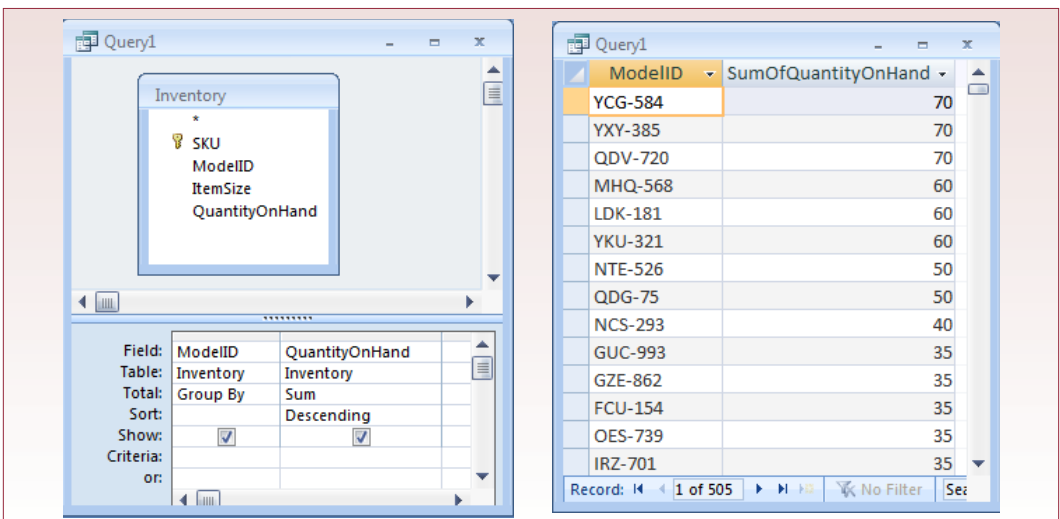 Query1
Inventory
*
SKU
ModelID
ItemSize
QuantityOnHand
Field: ModelID QuantityOnHand
Table: Inventory Inventory
Total: Group By Sum
Sort: Descending
Show:
Criteria:
or:
Query1
ModelID SumOfQuantityOnHand
YCG-584 70
YXY-385 70
QDV-720 70
MHQ-568 60
LDK-181 60
YKU-321 60
NTE-526 50
QDG-75 50
NCS-293 40
GUC-993 35
GZE-862 35
FCU-154 35
OES-739 35
IRZ-701 35
Record: 1 of 505 No Filter Sea